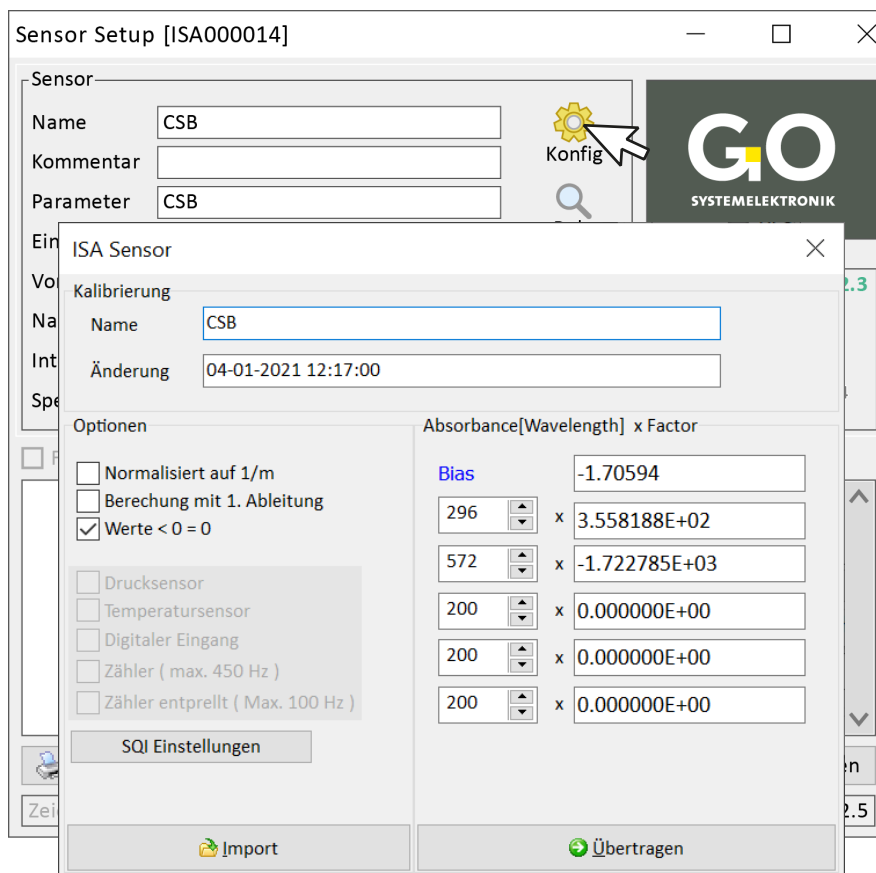 Sensor Setup [ISA000014]
Sensor
Name CSB
Kommentar
Parameter CSB
Konfig
GO
SYSTEMELEKTRONIK
ISA Sensor
Kalibrierung
Name CSB
Änderung 04-01-2021 12:17:00
Optionen
Normalisiert auf 1/m
Berechung mit 1. Ableitung
Werte < 0 = 0
Drucksensor
Temperatursensor
Digitaler Eingang
Zähler ( max. 450 Hz )
Zähler entprellt ( Max. 100 Hz )
SQI Einstellungen
Import
Absorbance[Wavelength] x Factor
Bias -1.70594
296 x 3.558188E+02
572 x -1.722785E+03
200 x 0.000000E+00
200 x 0.000000E+00
200 x 0.000000E+00
Übertragen